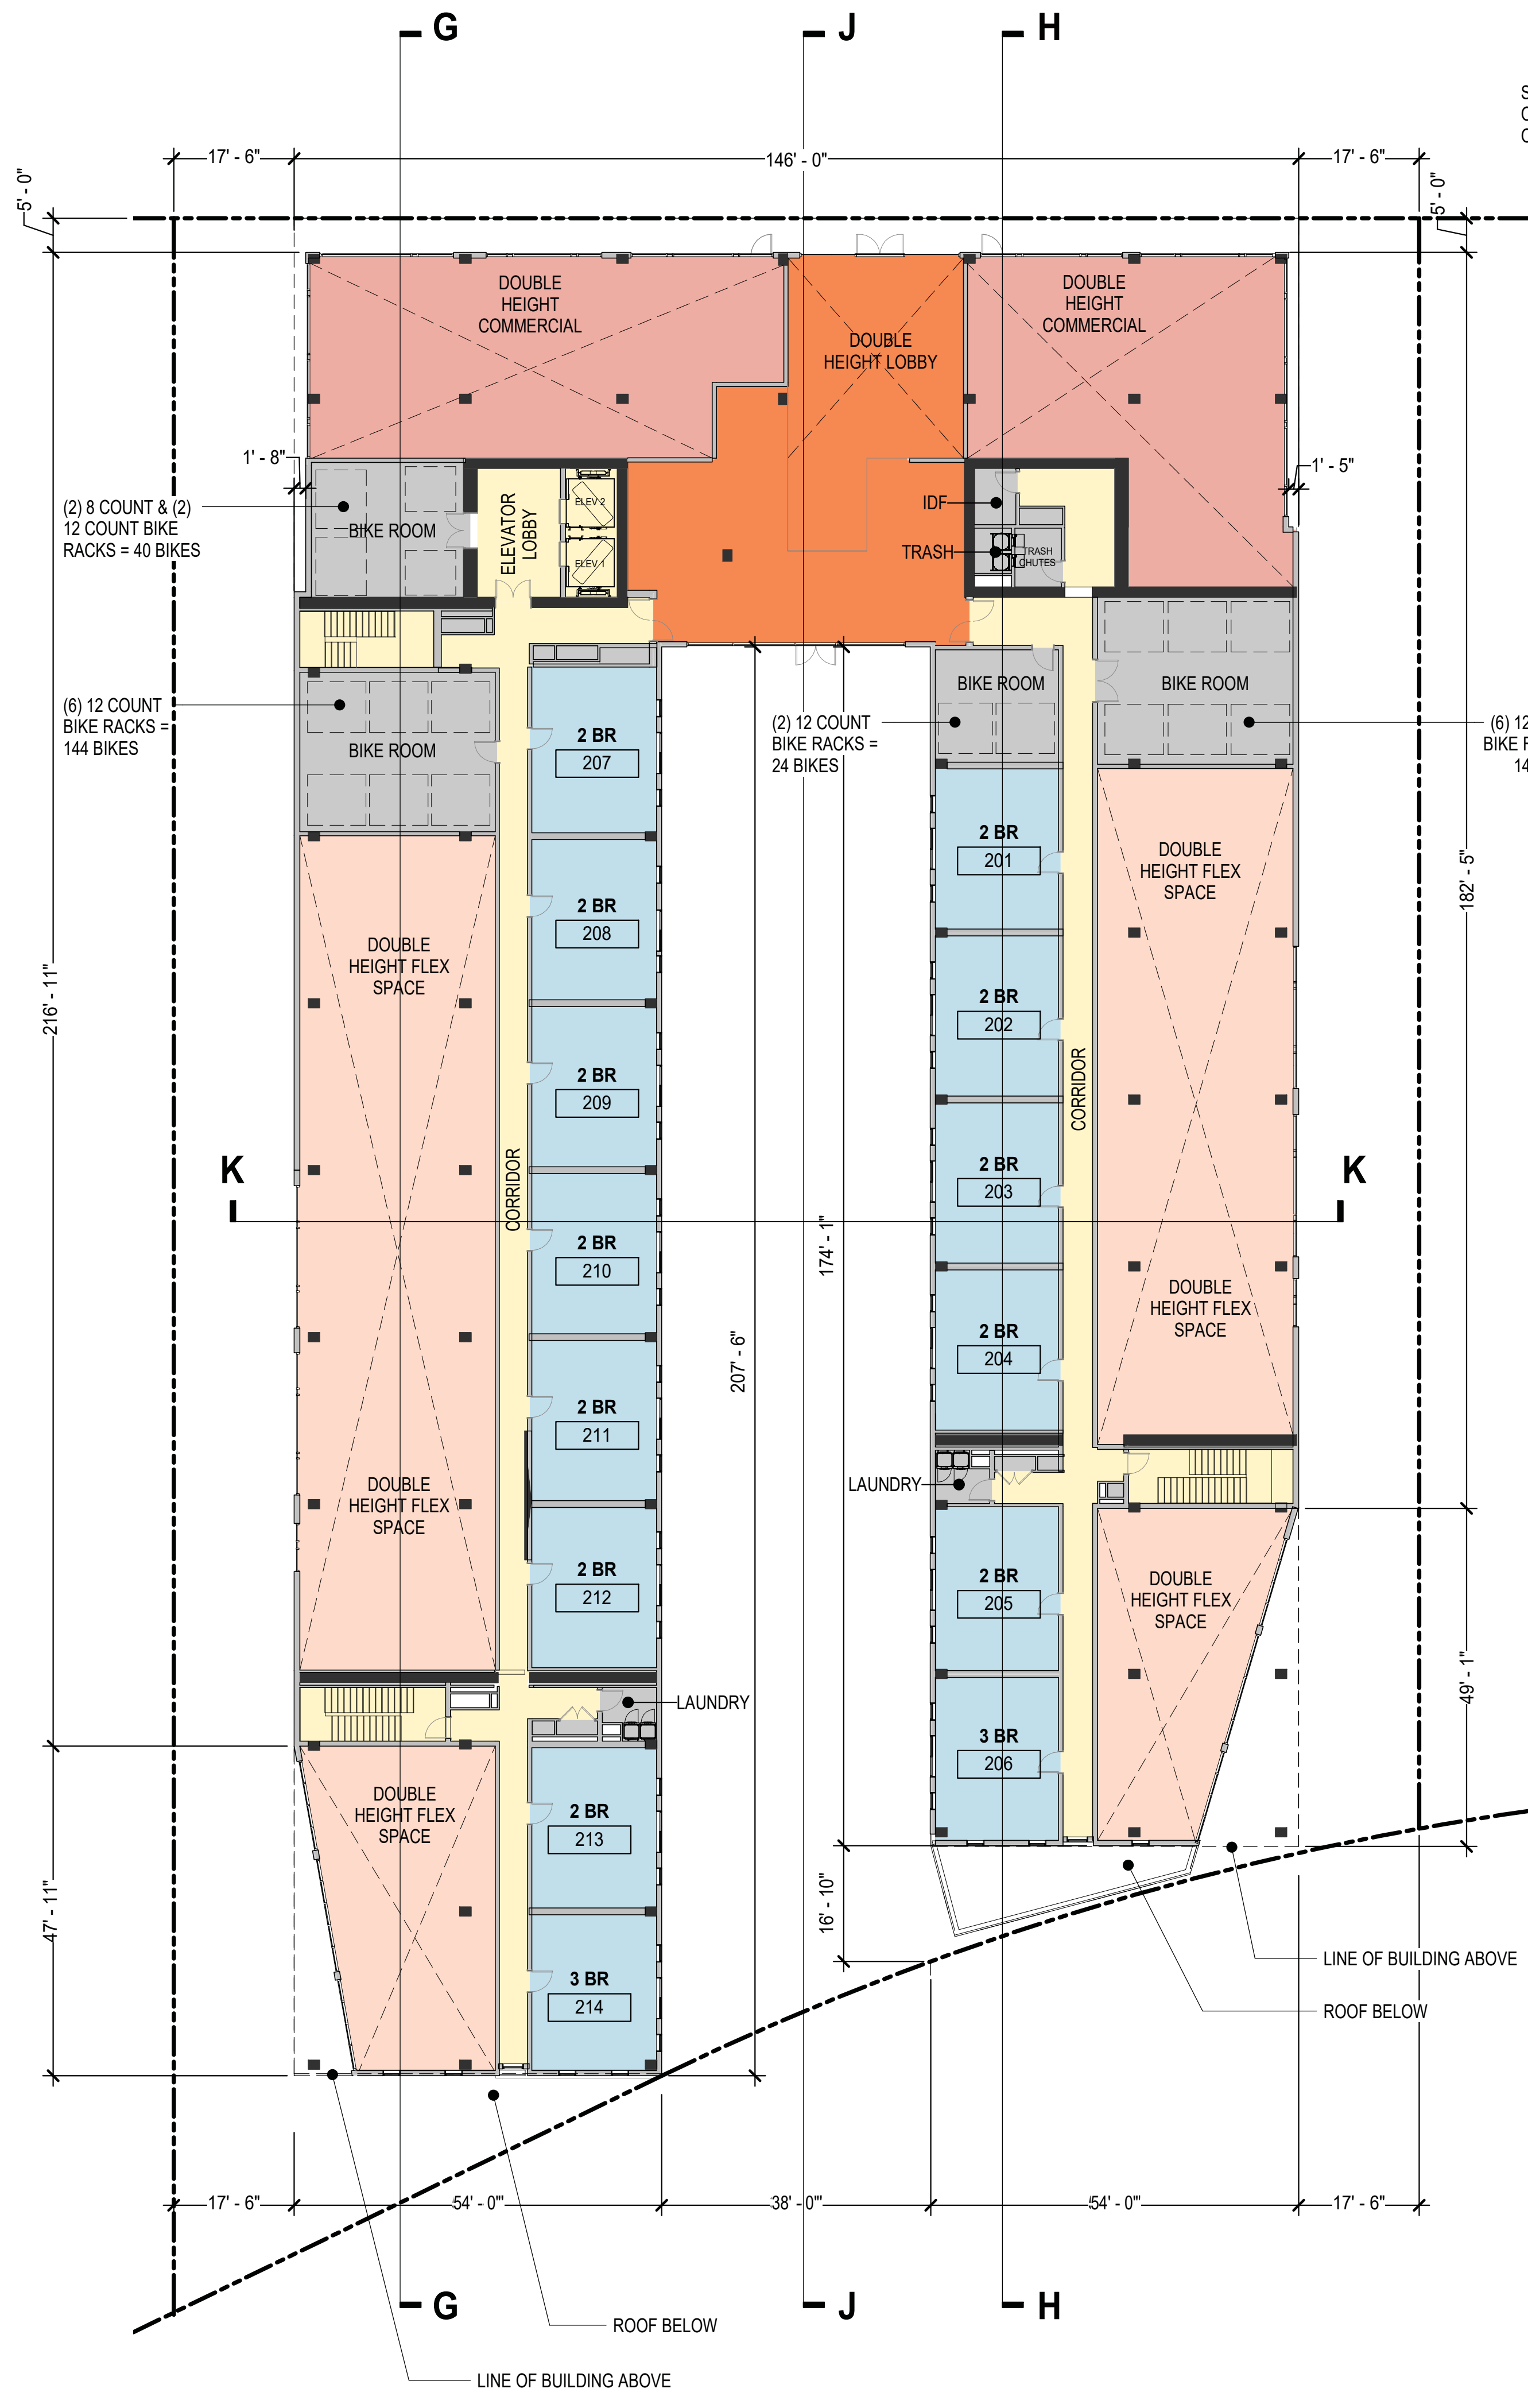 G
J
H
S
C
C
17' - 6"
146' - 0"
17' - 6"
5' - 0"
5' - 0"
DOUBLE
HEIGHT
COMMERCIAL
DOUBLE
HEIGHT LOBBY
DOUBLE
HEIGHT
COMMERCIAL
1' - 8"
1' - 5"
(2) 8 COUNT & (2)
12 COUNT BIKE
RACKS = 40 BIKES
BIKE ROOM
ELEVATOR
LOBBY
ELEV 2
ELEV 1
IDF
TRASH
TRASH
CHUTES
(6) 12 COUNT
BIKE RACKS =
144 BIKES
BIKE ROOM
2 BR
207
(2) 12 COUNT
BIKE RACKS =
24 BIKES
BIKE ROOM
BIKE ROOM
(6) 12
BIKE R
14
2 BR
201
DOUBLE
HEIGHT FLEX
SPACE
182' - 5"
2 BR
208
DOUBLE
HEIGHT FLEX
SPACE
216' - 11"
2 BR
202
2 BR
209
CORRIDOR
CORRIDOR
2 BR
203
K
K
174' - 1"
2 BR
210
DOUBLE
HEIGHT FLEX
SPACE
2 BR
204
207' - 6"
2 BR
211
DOUBLE
HEIGHT FLEX
SPACE
LAUNDRY
2 BR
212
2 BR
205
DOUBLE
HEIGHT FLEX
SPACE
49' - 1"
LAUNDRY
3 BR
206
DOUBLE
HEIGHT FLEX
SPACE
2 BR
213
47' - 11"
16' - 10"
3 BR
214
LINE OF BUILDING ABOVE
ROOF BELOW
17' - 6"
54' - 0"
38' - 0"
54' - 0"
17' - 6"
G
J
H
ROOF BELOW
LINE OF BUILDING ABOVE